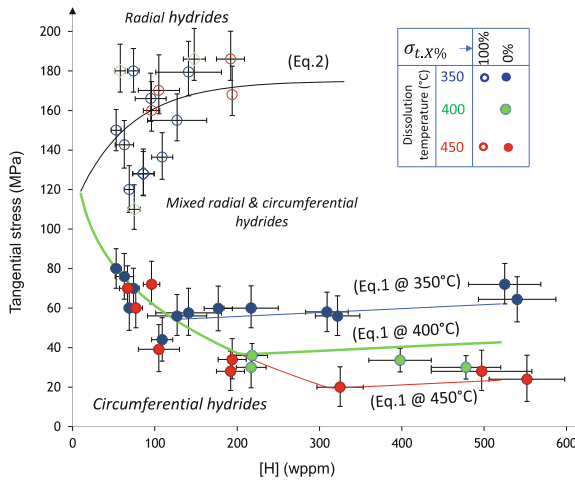 Radial hydrides
(Eq.2)
Mixed radial & circumferential
hydrides
(Eq.1 @ 350°C)
(Eq.1 @ 400°C)
(Eq.1 @ 450°C)
Circumferential hydrides
σt.X%
100%
0%
Dissolution
temperature (°C)
350
400
450
Tangential stress (MPa)
200
180
160
140
120
100
80
60
40
20
0
0 100 200 300 400 500 600
[H] (wppm)